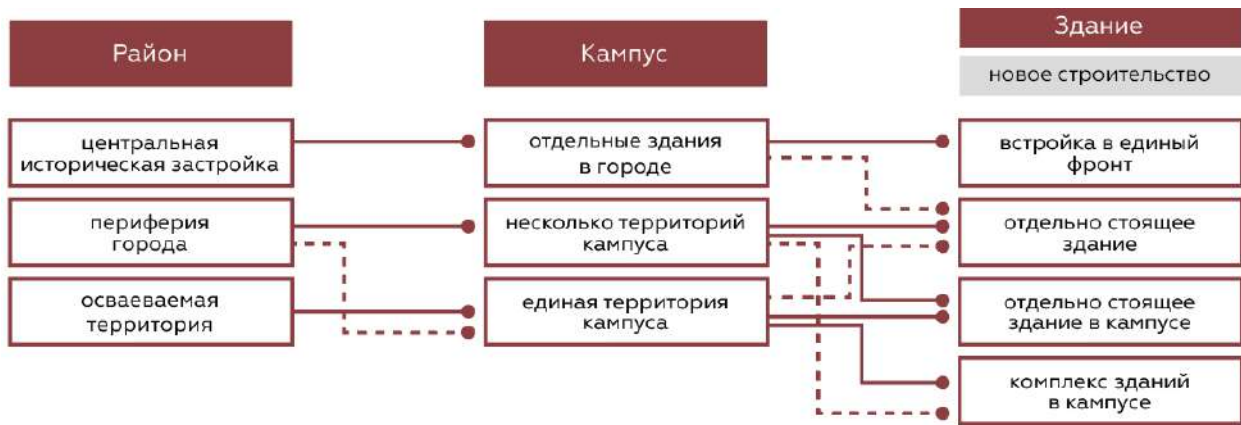 Район
Кампус
Здание
новое строительство
центральная
историческая застройка
отдельные здания
в городе
встройка в единый
фронт
периферия
города
несколько территорий
кампуса
отдельно стоящее
здание
осваеваемая
территория
единая территория
кампуса
отдельно стоящее
здание в кампусе
комплекс зданий
в кампусе